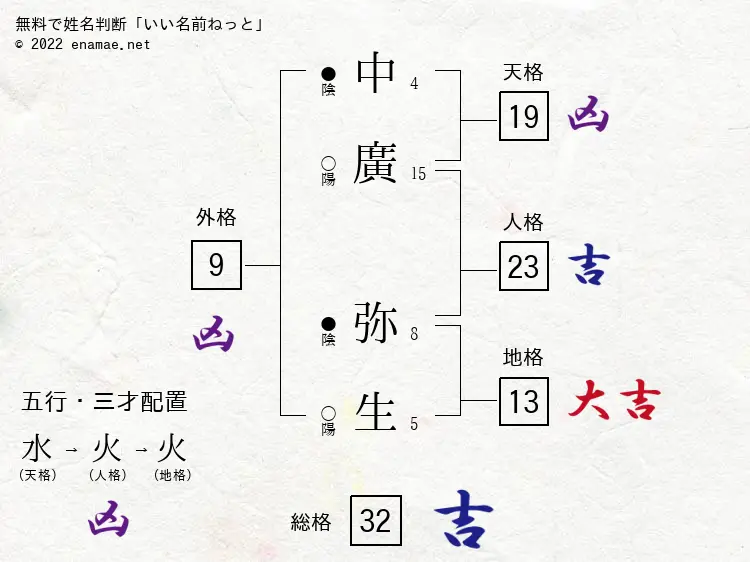 無料で姓名判断「いい名前ねっと」
© 2022 enamae.net
● 陰 中 4
○ 陽 廣 15
● 陰 弥 8
○ 陽 生 5
天格
19 凶
人格
23 吉
地格
13 大吉
外格
9
凶
五行・三才配置
水 → 火 → 火
(天格) (人格) (地格)
凶
総格 32 吉